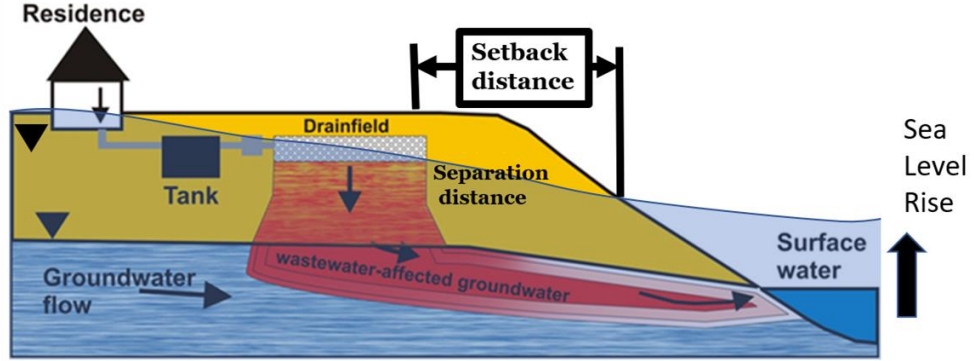 Residence
Setback
distance
Drainfield
Tank
Separation
distance
Sea
Level
Rise
Surface
water
Groundwater
flow
wastewater-affected groundwater